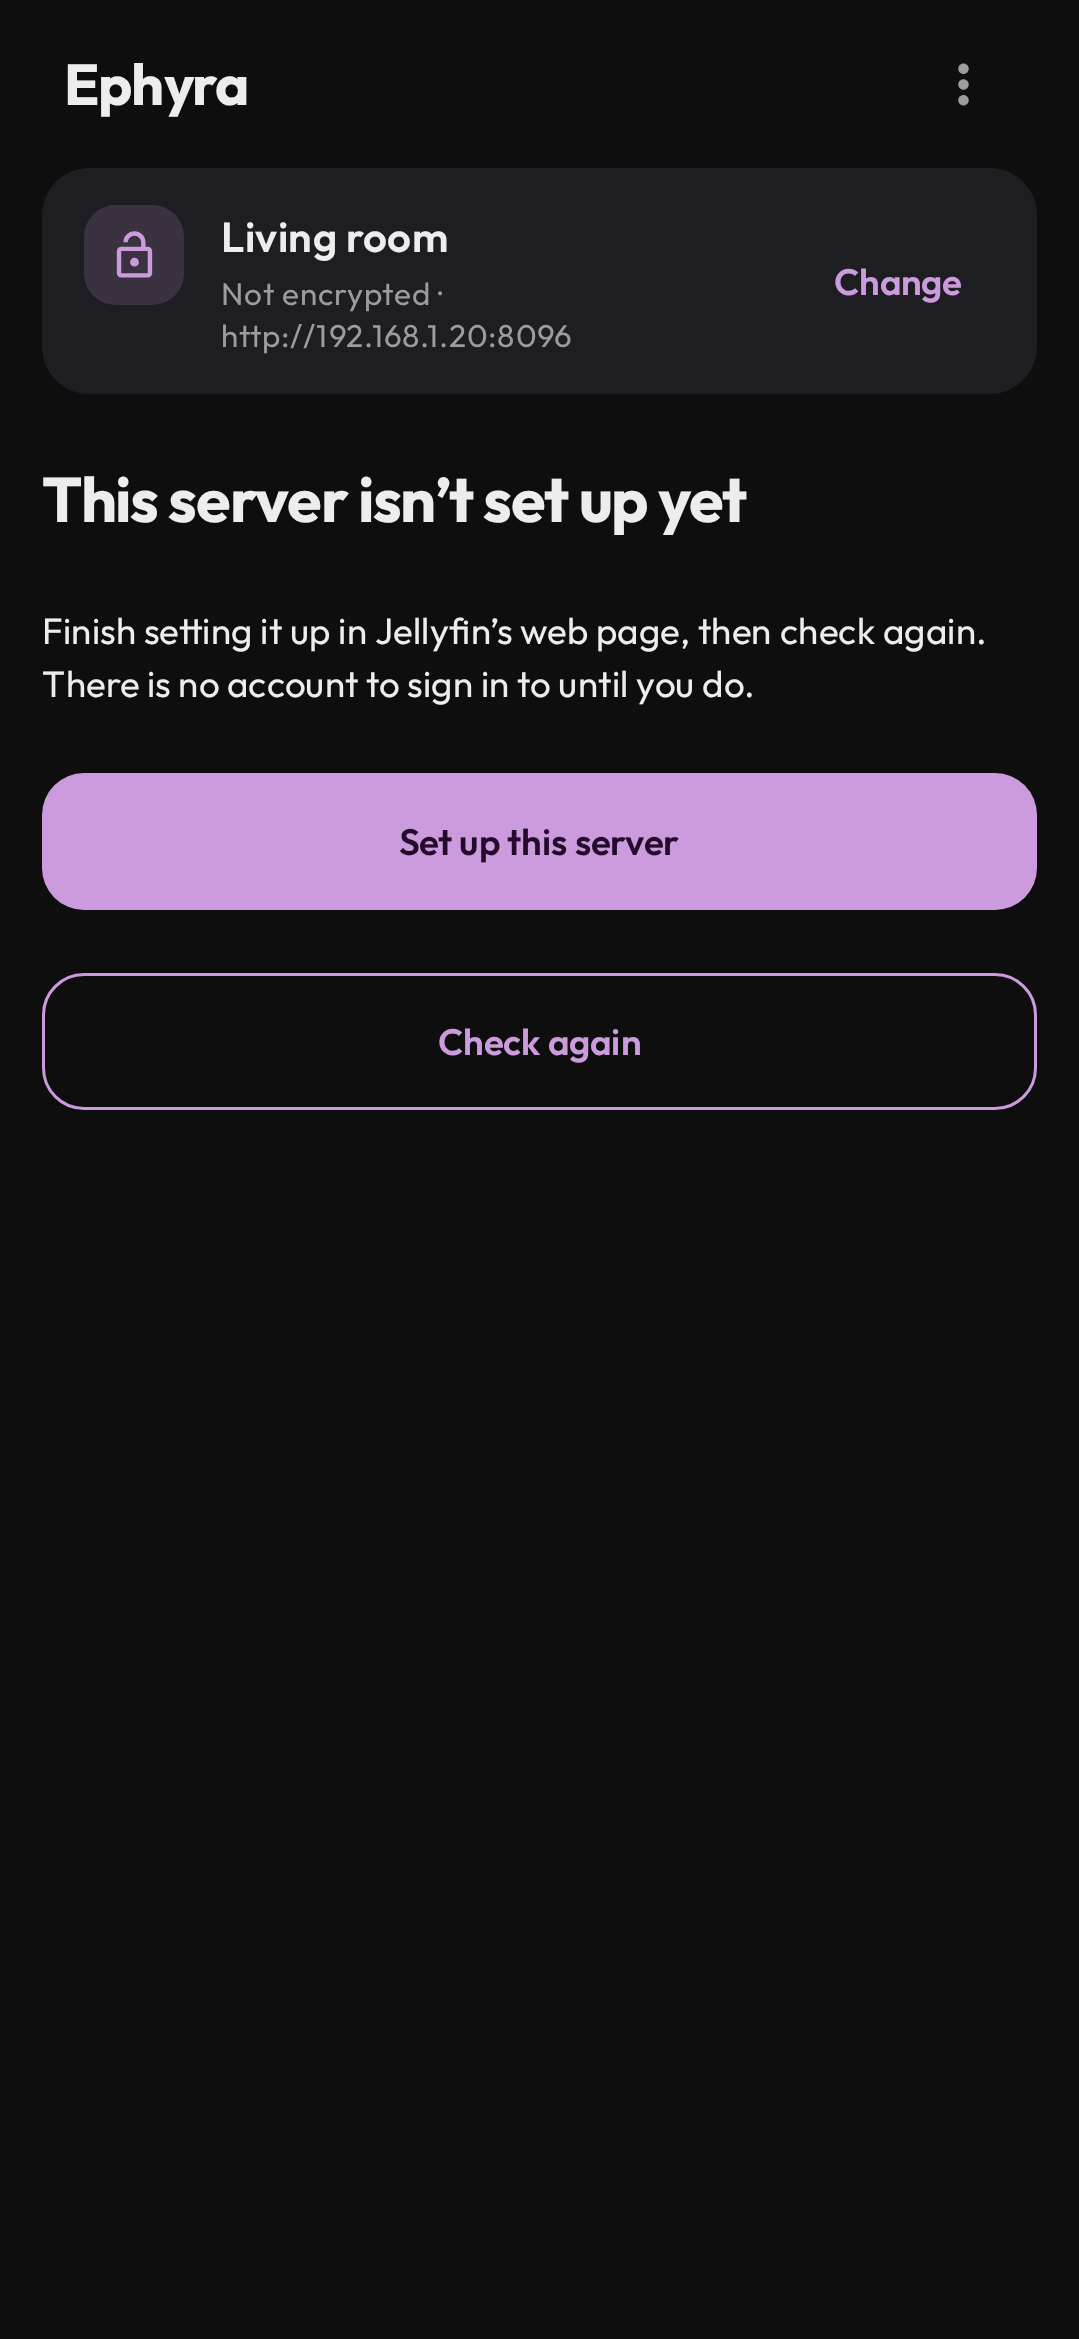 Ephyra
Living room
Not encrypted ·
http://192.168.1.20:8096
Change
This server isn’t set up yet
Finish setting it up in Jellyfin’s web page, then check again.
There is no account to sign in to until you do.
Set up this server
Check again